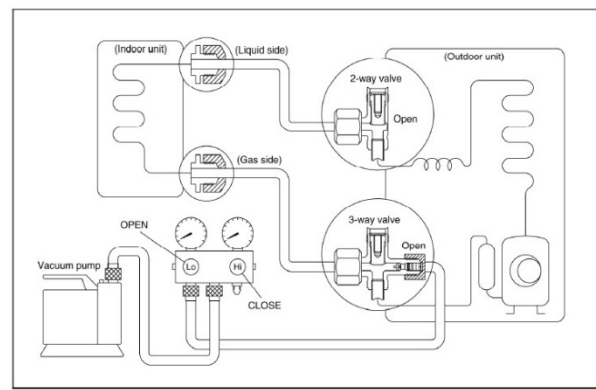 (Indoor unit)
(Liquid side)
(Outdoor unit)
2-way valve
Open
(Gas side)
3-way valve
OPEN
Open
Lo
Hi
Vacuum pump
CLOSE